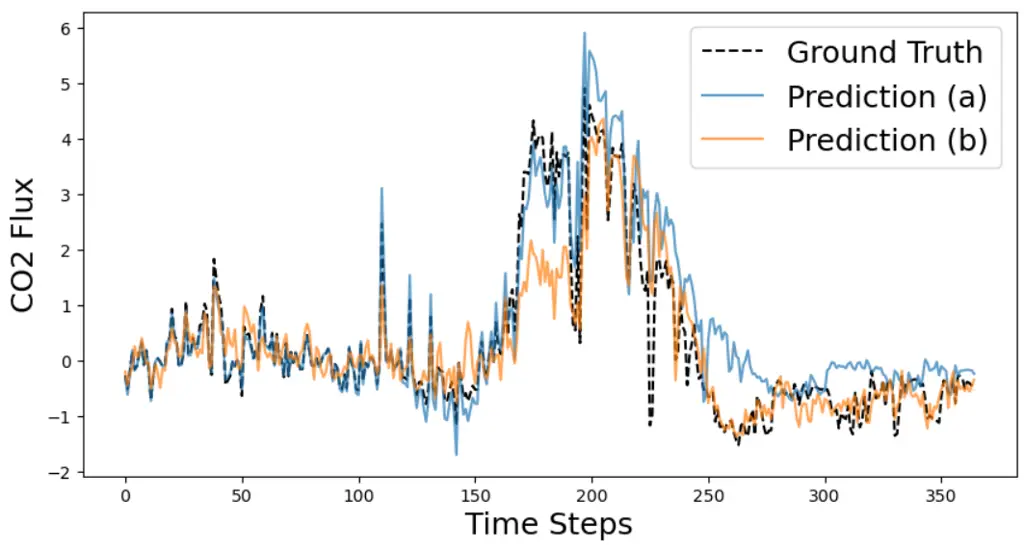 6
5
4
3
2
1
0
−1
−2
CO2 Flux
Ground Truth
Prediction (a)
Prediction (b)
0 50 100 150 200 250 300 350
Time Steps